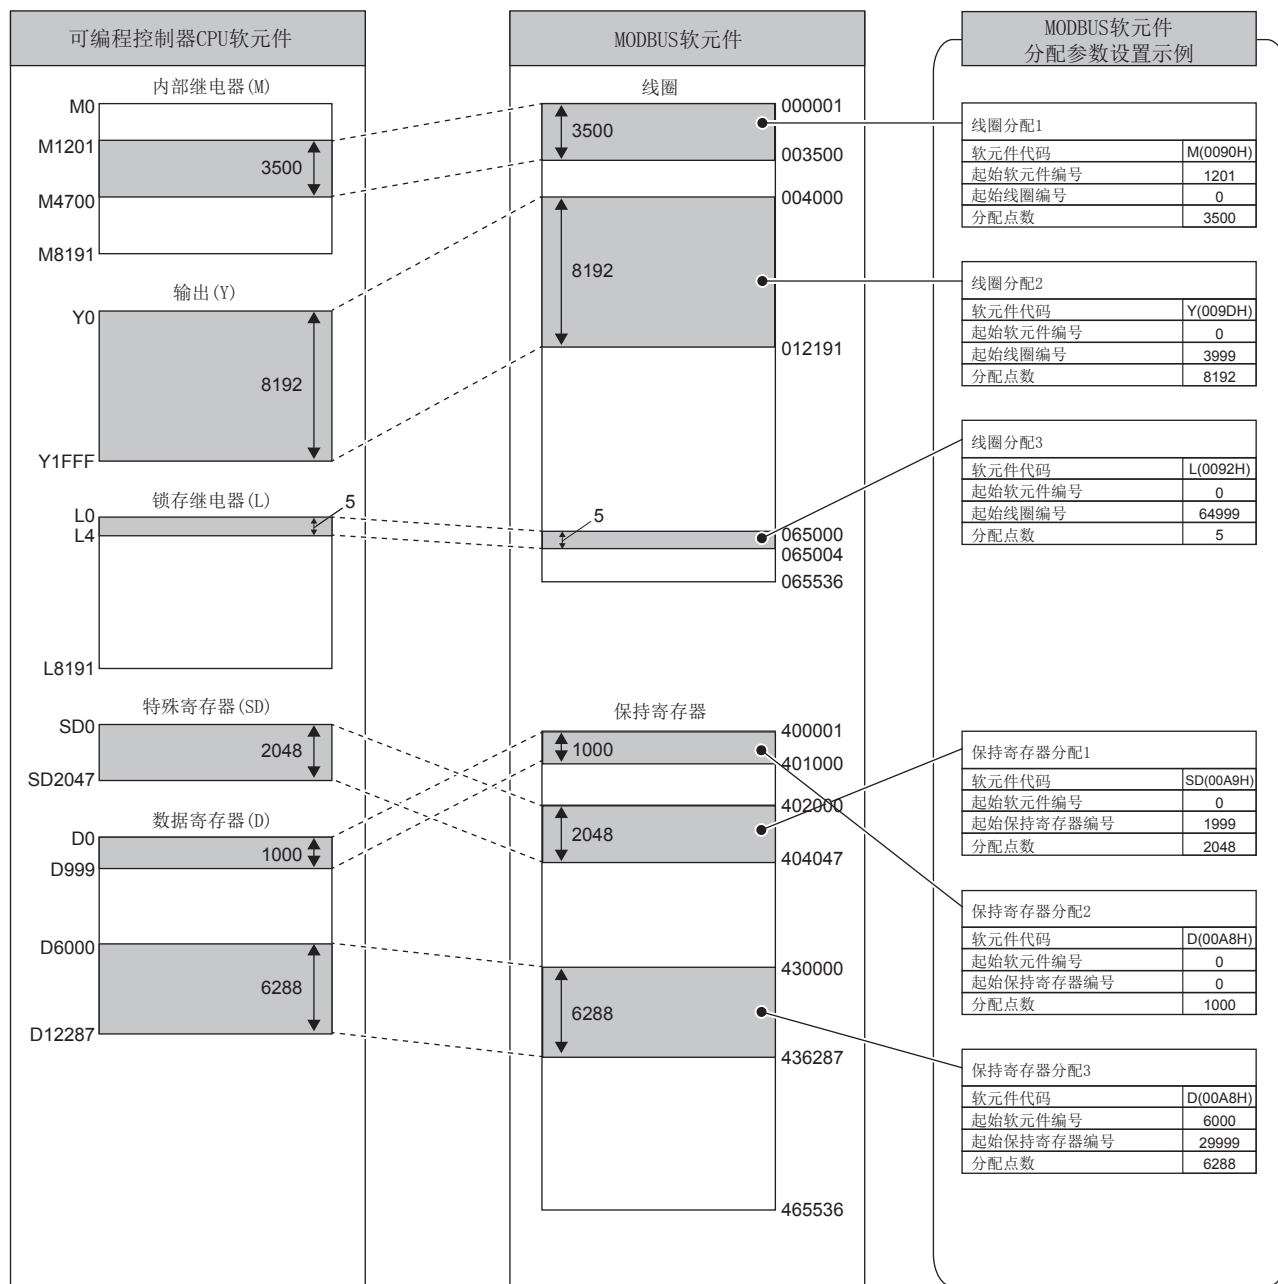 可编程控制器CPU软元件
内部继电器(M)
M0
M1201
3500
M4700
M8191
输出(Y)
Y0
8192
Y1FFF
锁存继电器(L)
L0
5
L4
L8191
特殊寄存器(SD)
SD0
2048
SD2047
数据寄存器(D)
D0
1000
D999
D6000
6288
D12287
MODBUS软元件
线圈
000001
3500
003500
004000
8192
012191
5
065000
065004
065536
保持寄存器
400001
1000
401000
402000
2048
404047
430000
6288
436287
465536
MODBUS软元件
分配参数设置示例
线圈分配1
软元件代码 M(0090H)
起始软元件编号 1201
起始线圈编号 0
分配点数 3500
线圈分配2
软元件代码 Y(009DH)
起始软元件编号 0
起始线圈编号 3999
分配点数 8192
线圈分配3
软元件代码 L(0092H)
起始软元件编号 0
起始线圈编号 64999
分配点数 5
保持寄存器分配1
软元件代码 SD(00A9H)
起始软元件编号 0
起始保持寄存器编号 1999
分配点数 2048
保持寄存器分配2
软元件代码 D(00A8H)
起始软元件编号 0
起始保持寄存器编号 0
分配点数 1000
保持寄存器分配3
软元件代码 D(00A8H)
起始软元件编号 6000
起始保持寄存器编号 29999
分配点数 6288